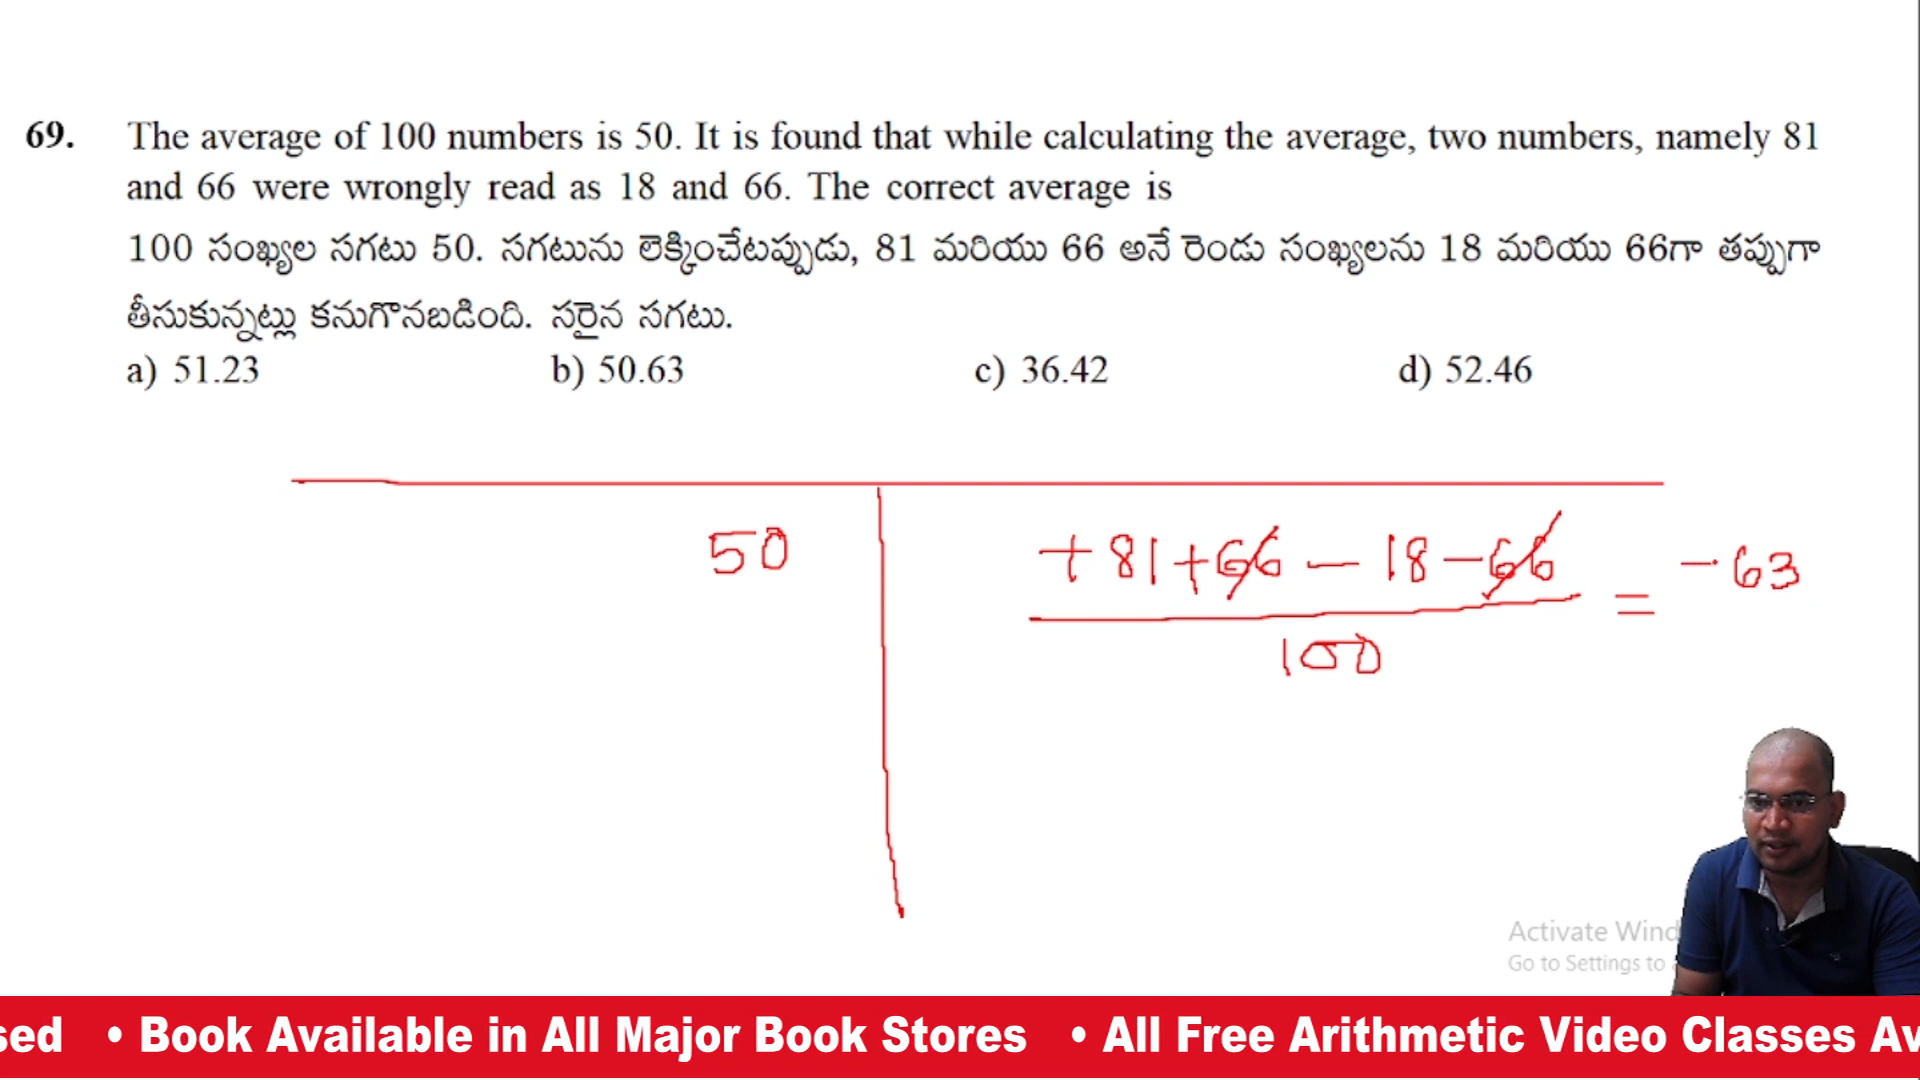 69. The average of 100 numbers is 50. It is found that while calculating the average, two numbers, namely 81
and 66 were wrongly read as 18 and 66. The correct average is
100 సంఖ్యల సగటు 50. సగటును లెక్కించేటప్పుడు, 81 మరియు 66 అనే రెండు సంఖ్యలను 18 మరియు 66గా తప్పుగా
తీసుకున్నట్లు కనుగొనబడింది. సరైన సగటు.
a) 51.23 b) 50.63 c) 36.42 d) 52.46
50 +81+66-18-66 = -63
100
Activate Wind
Go to Settings to
sed • Book Available in All Major Book Stores • All Free Arithmetic Video Classes Av